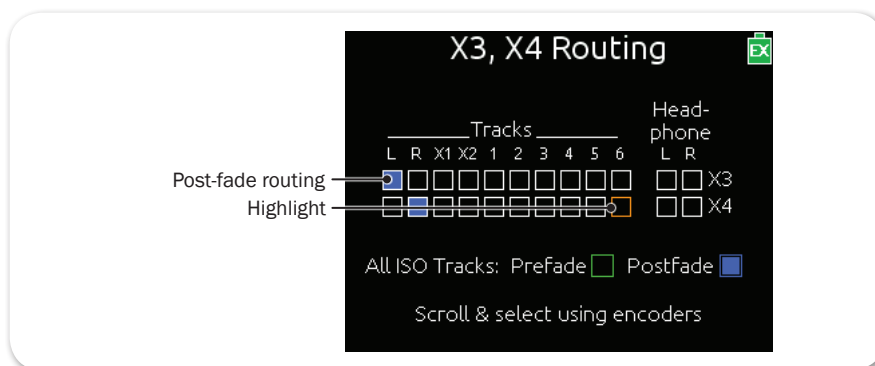 X3, X4 Routing
EX
Head-
phone
Tracks
L R X1 X2 1 2 3 4 5 6 L R
Post-fade routing X3
Highlight X4
All ISO Tracks: Prefade Postfade
Scroll & select using encoders